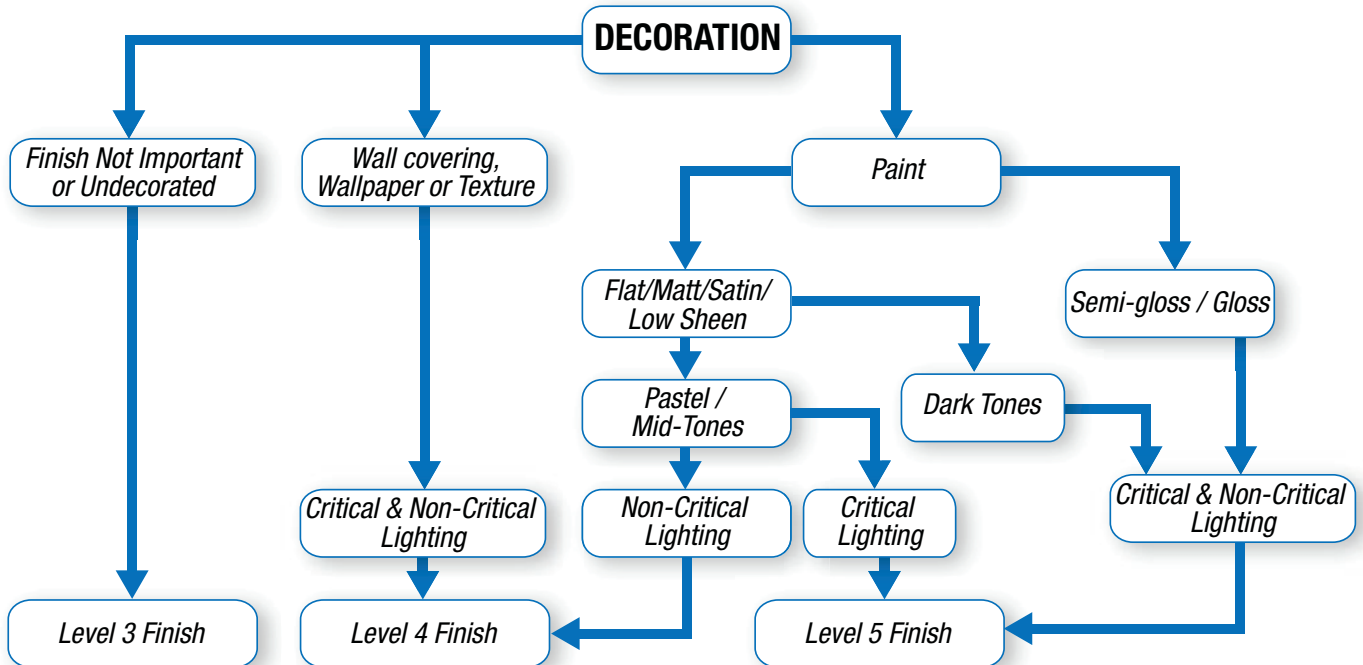 DECORATION
Finish Not Important
or Undecorated
Wall covering,
Wallpaper or Texture
Paint
Flat/Matt/Satin/
Low Sheen
Semi-gloss / Gloss
Pastel /
Mid-Tones
Dark Tones
Critical & Non-Critical
Lighting
Non-Critical
Lighting
Critical
Lighting
Critical & Non-Critical
Lighting
Level 3 Finish
Level 4 Finish
Level 5 Finish